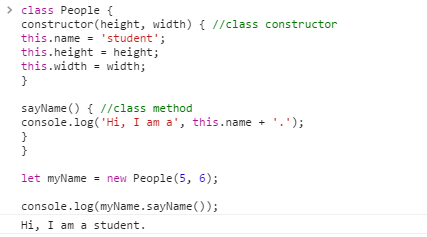 class People {
constructor(height, width) { //class constructor
this.name = 'student';
this.height = height;
this.width = width;
}

sayName() { //class method
console.log('Hi, I am a', this.name + '.');
}
}

let myName = new People(5, 6);

console.log(myName.sayName());
Hi, I am a student.